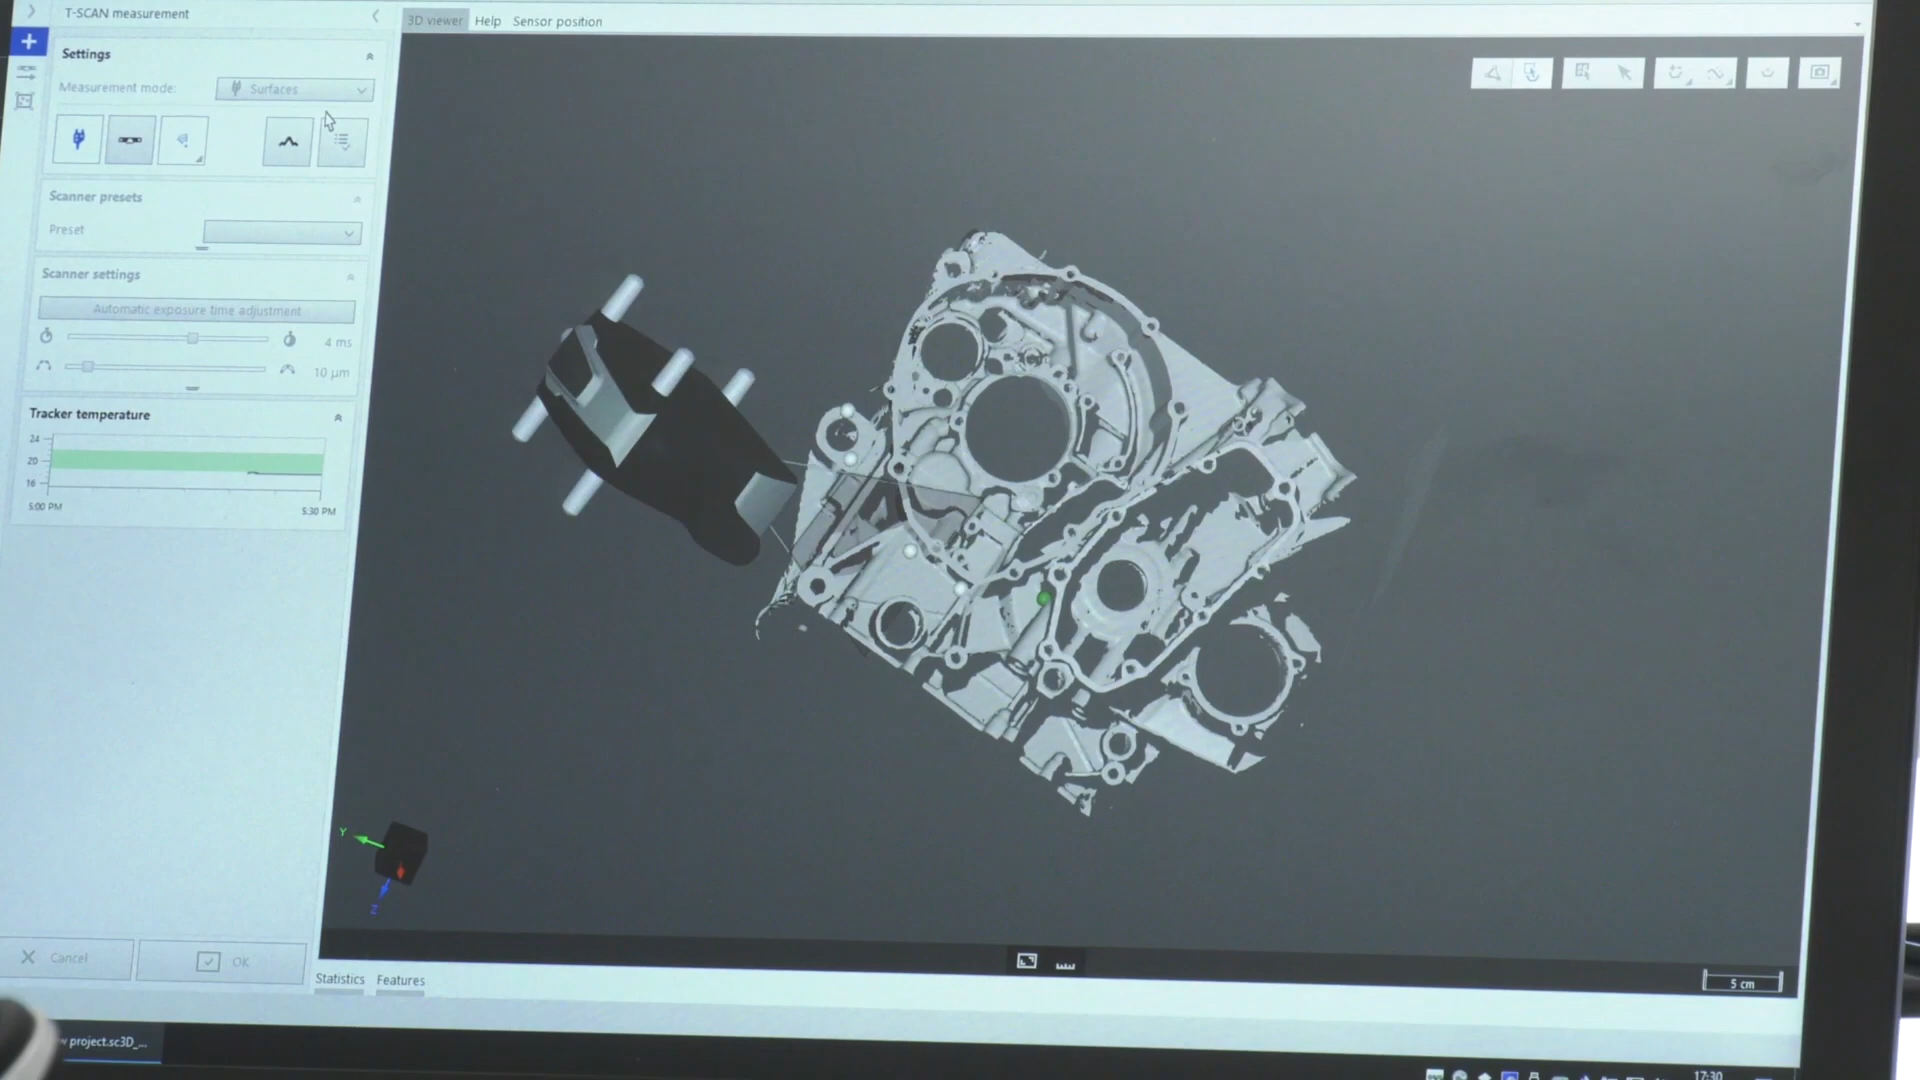 T-SCAN measurement
3D viewer Help Sensor position
Settings
Measurement mode: Surfaces
Scanner presets
Preset
Scanner settings
Automatic exposure time adjustment
4 ms
10 µm
Tracker temperature
24
20
16
5:00 PM 5:30 PM
Y
Z
Cancel OK
Statistics Features
5 cm
project.sc3D_...
17:30